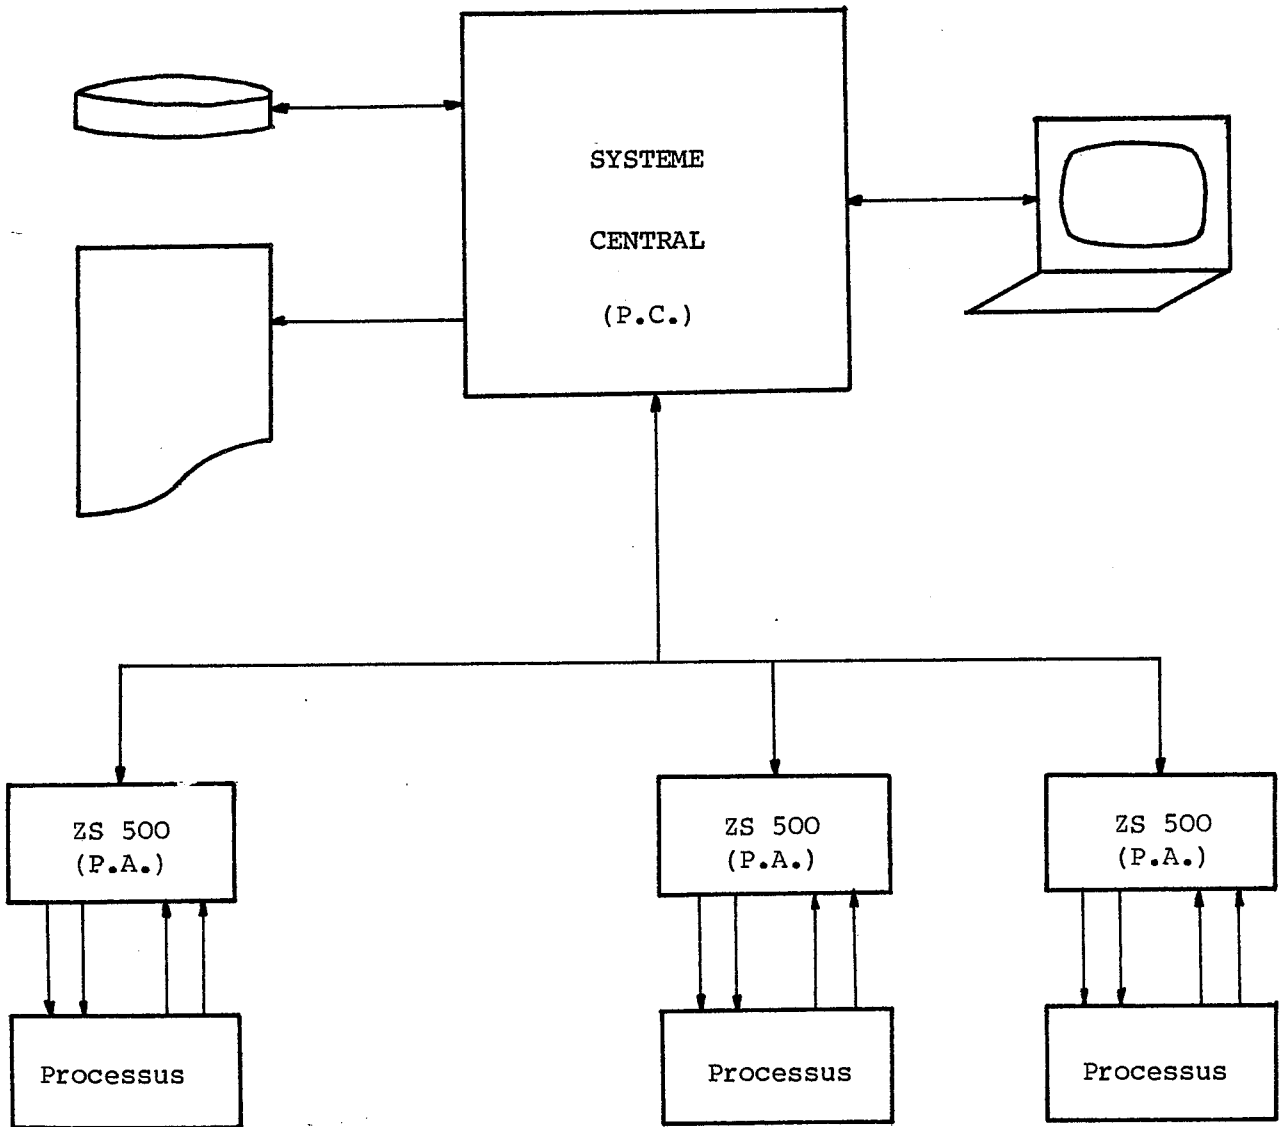 SYSTEME
CENTRAL
(P.C.)
ZS 500
(P.A.)
ZS 500
(P.A.)
ZS 500
(P.A.)
Processus
Processus
Processus